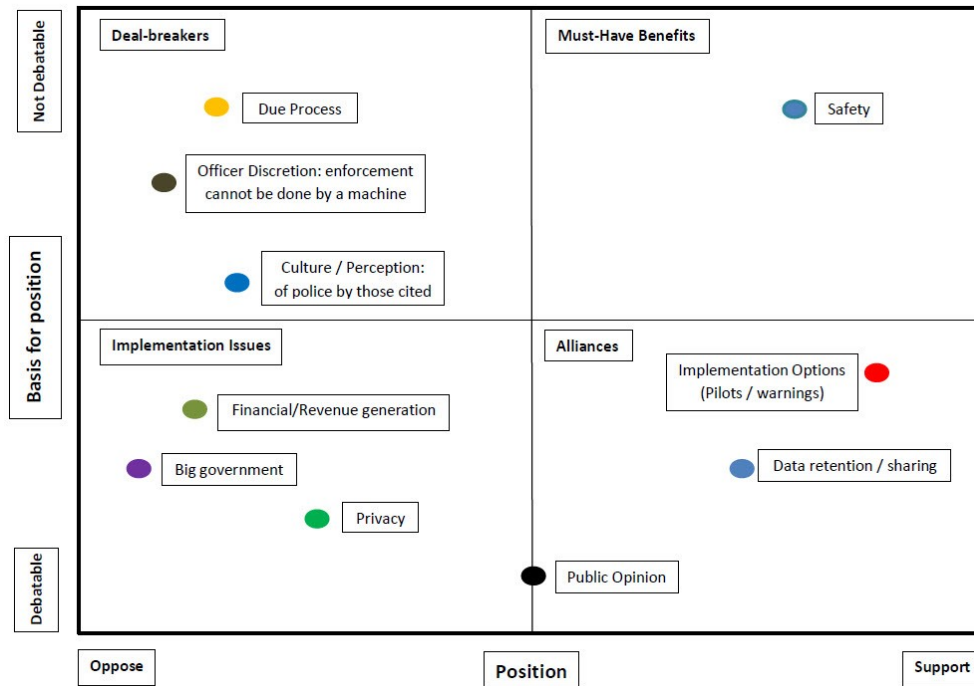 Deal-breakers
Must-Have Benefits
Not Debatable
Due Process
Safety
Officer Discretion: enforcement
cannot be done by a machine
Culture / Perception:
of police by those cited
Basis for position
Implementation Issues
Alliances
Implementation Options
(Pilots / warnings)
Financial/Revenue generation
Big government
Data retention / sharing
Privacy
Public Opinion
Debatable
Oppose
Position
Support